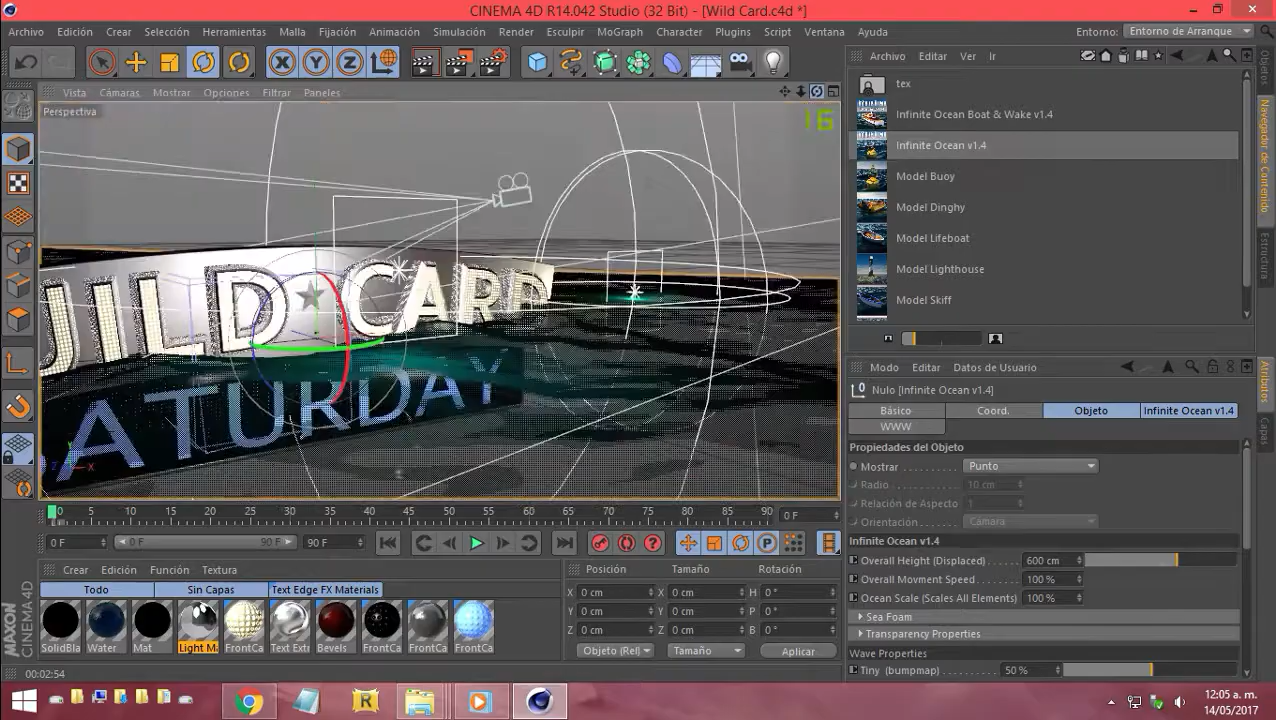 CINEMA 4D R14.042 Studio (32 Bit) - [Wild Card.c4d *]
Archivo Edición Crear Selección Herramientas Malla Fijación Animación Simulación Render Esculpir MoGraph Character Plugins Script Ventana Ayuda Entorno: Entorno de Arranque
X Y Z
Vista Cámaras Mostrar Opciones Filtrar Paneles
Perspectiva
16
CARD
ATURDAY
X
0 5 10 15 20 25 30 35 40 45 50 55 60 65 70 75 80 85 90 0 F
0 F 0 F 90 F 90 F
Crear Edición Función Textura
Todo Sin Capas Text Edge FX Materials
SolidBla Water Mat Light Ma FrontCa Text Extr Bevels FrontCa FrontCa FrontCa
Posición Tamaño Rotación
X 0 cm X 0 cm H 0 °
Y 0 cm Y 0 cm P 0 °
Z 0 cm Z 0 cm B 0 °
Objeto (Rel) Tamaño Aplicar
MAXON
CINEMA 4D
00:02:54
Archivo Editar Ver Ir
tex
Infinite Ocean Boat & Wake v1.4
Infinite Ocean v1.4
Model Buoy
Model Dinghy
Model Lifeboat
Model Lighthouse
Model Skiff
Objetos
Navegador de Contenido
Estructura
Modo Editar Datos de Usuario
Nulo [Infinite Ocean v1.4]
Básico Coord. Objeto Infinite Ocean v1.4
WWW
Atributos
Capas
Propiedades del Objeto
Mostrar Punto
Radio 10 cm
Relación de Aspecto 1
Orientación Cámara
Infinite Ocean v1.4
Overall Height (Displaced) 600 cm
Overall Movment Speed 100 %
Ocean Scale (Scales All Elements) 100 %
Sea Foam
Transparency Properties
Wave Properties
Tiny (bumpmap) 50 %
R
12:05 a. m.
14/05/2017